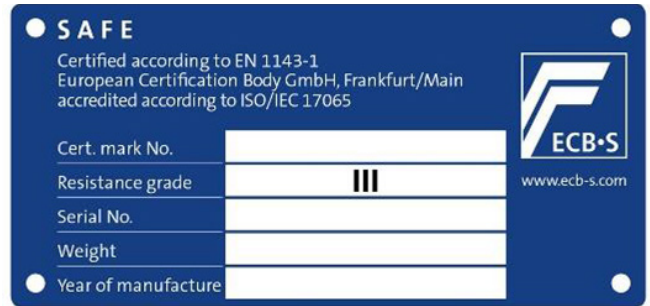 SAFE
Certified according to EN 1143-1
European Certification Body GmbH, Frankfurt/Main
accredited according to ISO/IEC 17065
ECB•S
www.ecb-s.com
Cert. mark No.
Resistance grade III
Serial No.
Weight
Year of manufacture